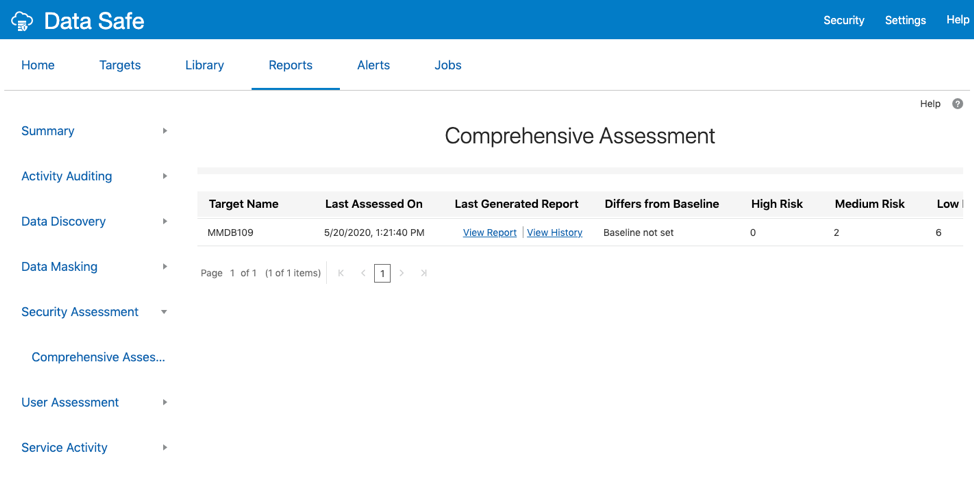 Data Safe
Security Settings Help
Home Targets Library Reports Alerts Jobs
Help ?
Summary
Activity Auditing
Data Discovery
Data Masking
Security Assessment
Comprehensive Asses...
User Assessment
Service Activity
Comprehensive Assessment
Target Name Last Assessed On Last Generated Report Differs from Baseline High Risk Medium Risk Low
MMDB109 5/20/2020, 1:21:40 PM View Report | View History Baseline not set 0 2 6
Page 1 of 1 (1 of 1 items) 1